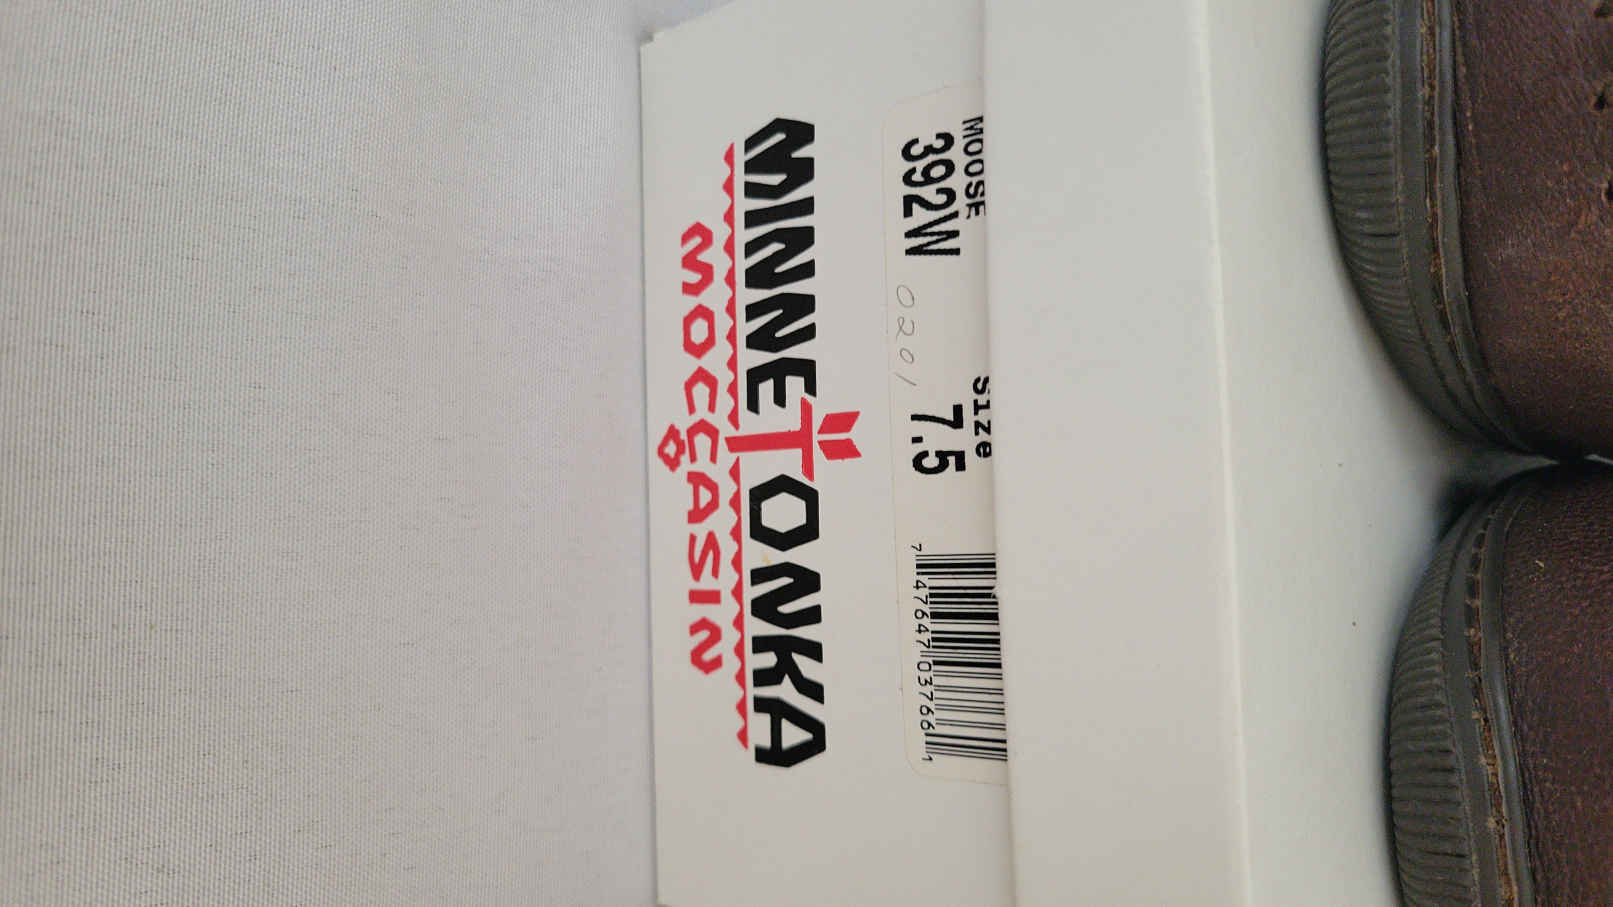 MOOSE Size
392W 0201 7.5
7 47647 03766 1
MINNETONKA
MOCCASIN